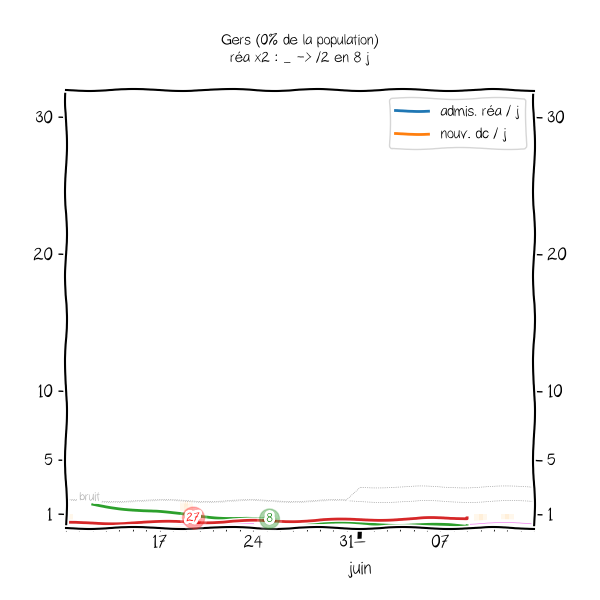 Gers (0% de la population)
réa x2 : _ -> /2 en 8 j
admis. réa / j
nouv. dc / j
30 30
20 20
10 10
5 5
bruit
1 27 8 1
17 24 31 07
juin